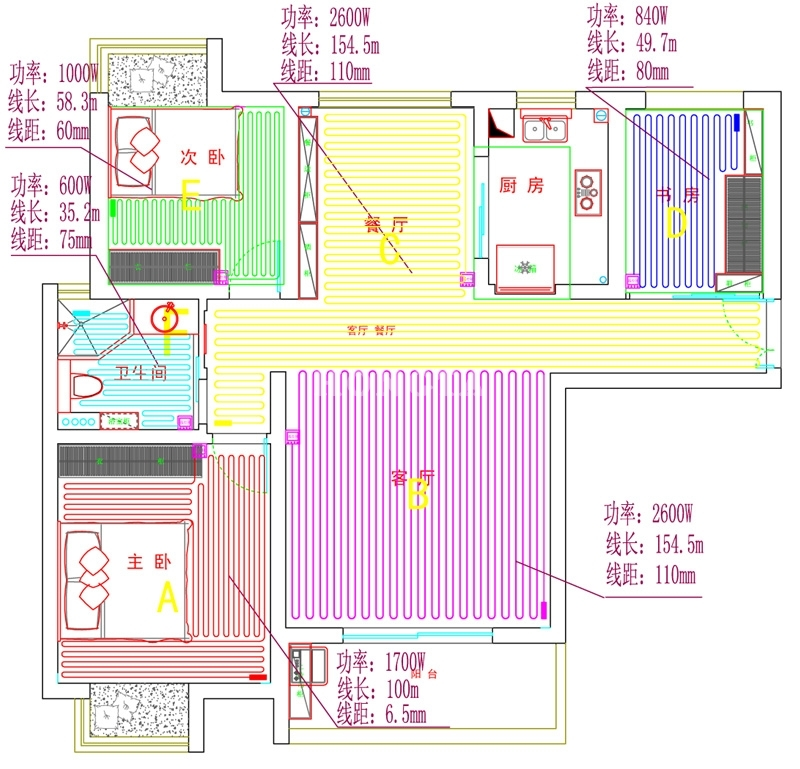 功率：2600W
线长：154.5m
线距：110mm
功率：840W
线长：49.7m
线距：80mm
功率：1000W
线长：58.3m
线距：60mm
功率：600W
线长：35.2m
线距：75mm
次 卧
E
餐 厅
C
厨 房
冰 箱
书 房
D
客厅 餐厅
F
卫生间
客 厅
B
主 卧
A
功率：2600W
线长：154.5m
线距：110mm
功率：1700W
线长：100m
线距：6.5mm
阳 台